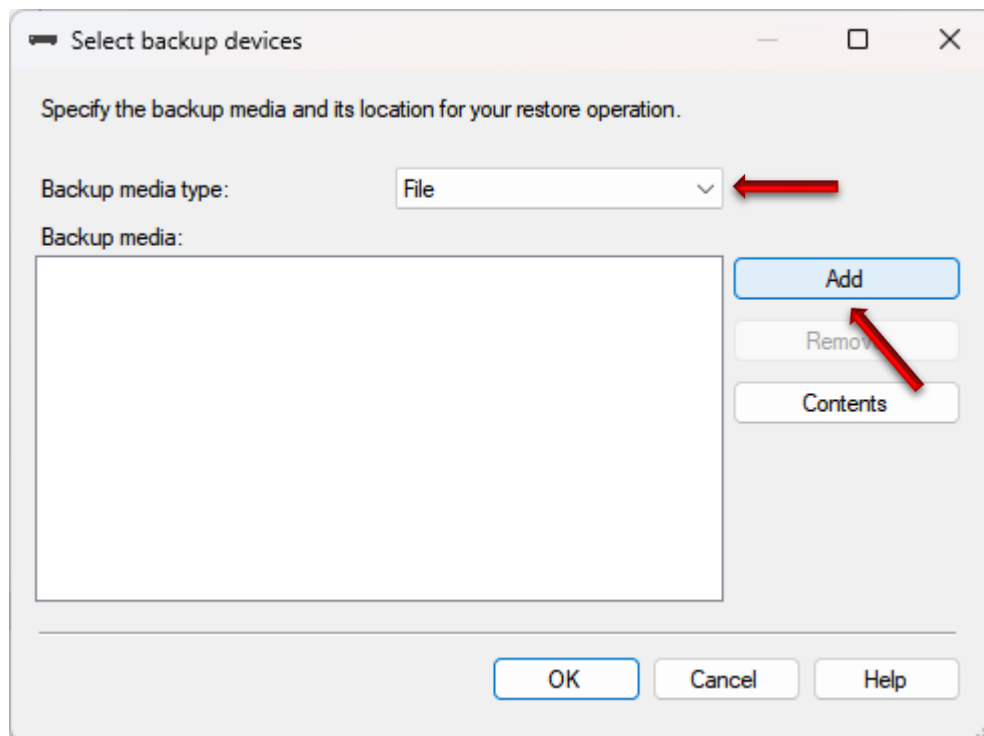 Select backup devices
Specify the backup media and its location for your restore operation.
Backup media type: File
Backup media:
Add
Remove
Contents
OK Cancel Help